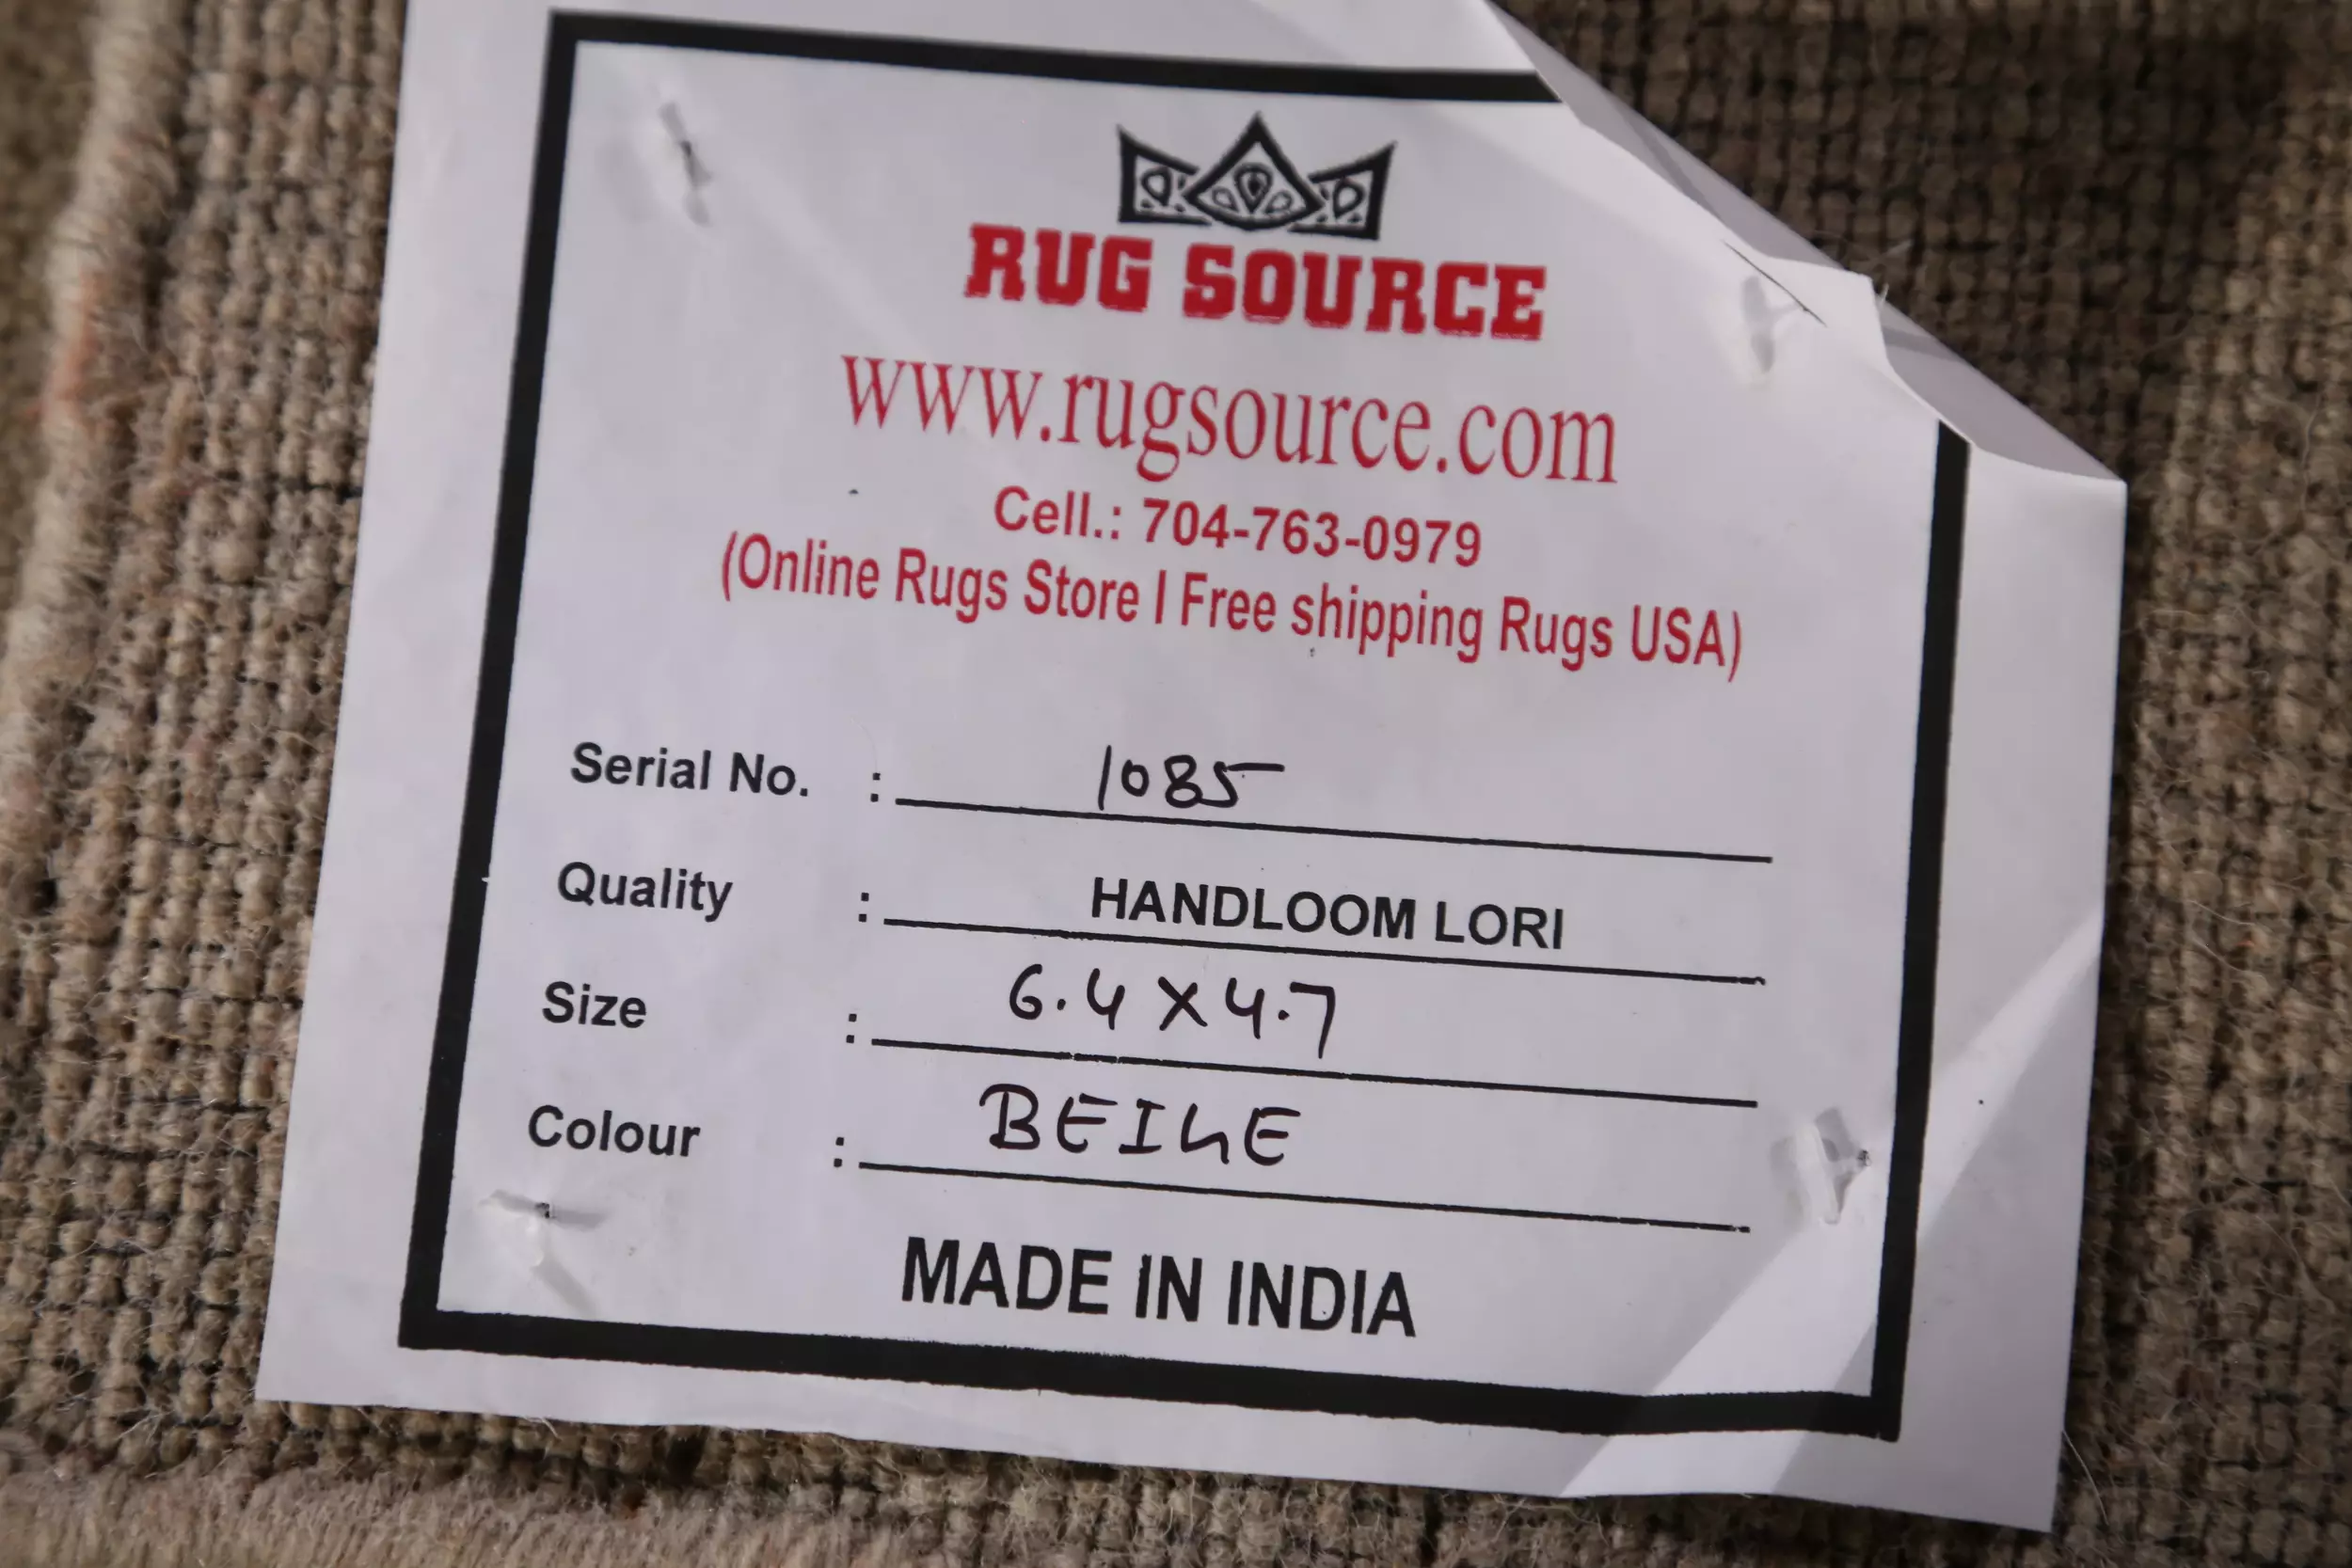 RUG SOURCE
www.rugsource.com
Cell.: 704-763-0979
(Online Rugs Store I Free shipping Rugs USA)
Serial No. : 1085
Quality : HANDLOOM LORI
Size : 6.4 X 4.7
Colour : BEIGE
MADE IN INDIA